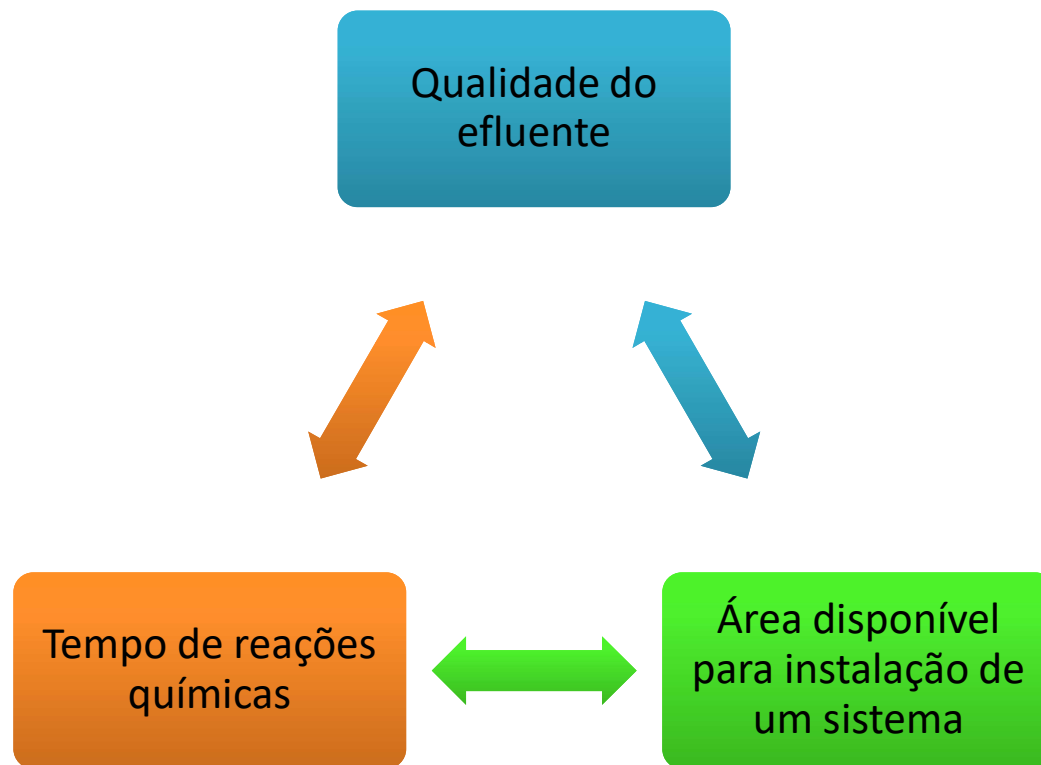 Qualidade do
efluente
Tempo de reações
químicas
Área disponível
para instalação de
um sistema